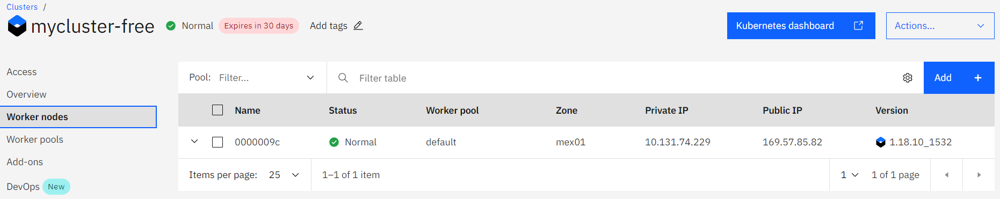 Clusters /
mycluster-free Normal Expires in 30 days Add tags Kubernetes dashboard Actions...
Access
Overview
Worker nodes
Worker pools
Add-ons
DevOps New
Pool: Filter... Filter table Add +
Name Status Worker pool Zone Private IP Public IP Version
0000009c Normal default mex01 10.131.74.229 169.57.85.82 1.18.10_1532
Items per page: 25 1–1 of 1 item 1 1 of 1 page